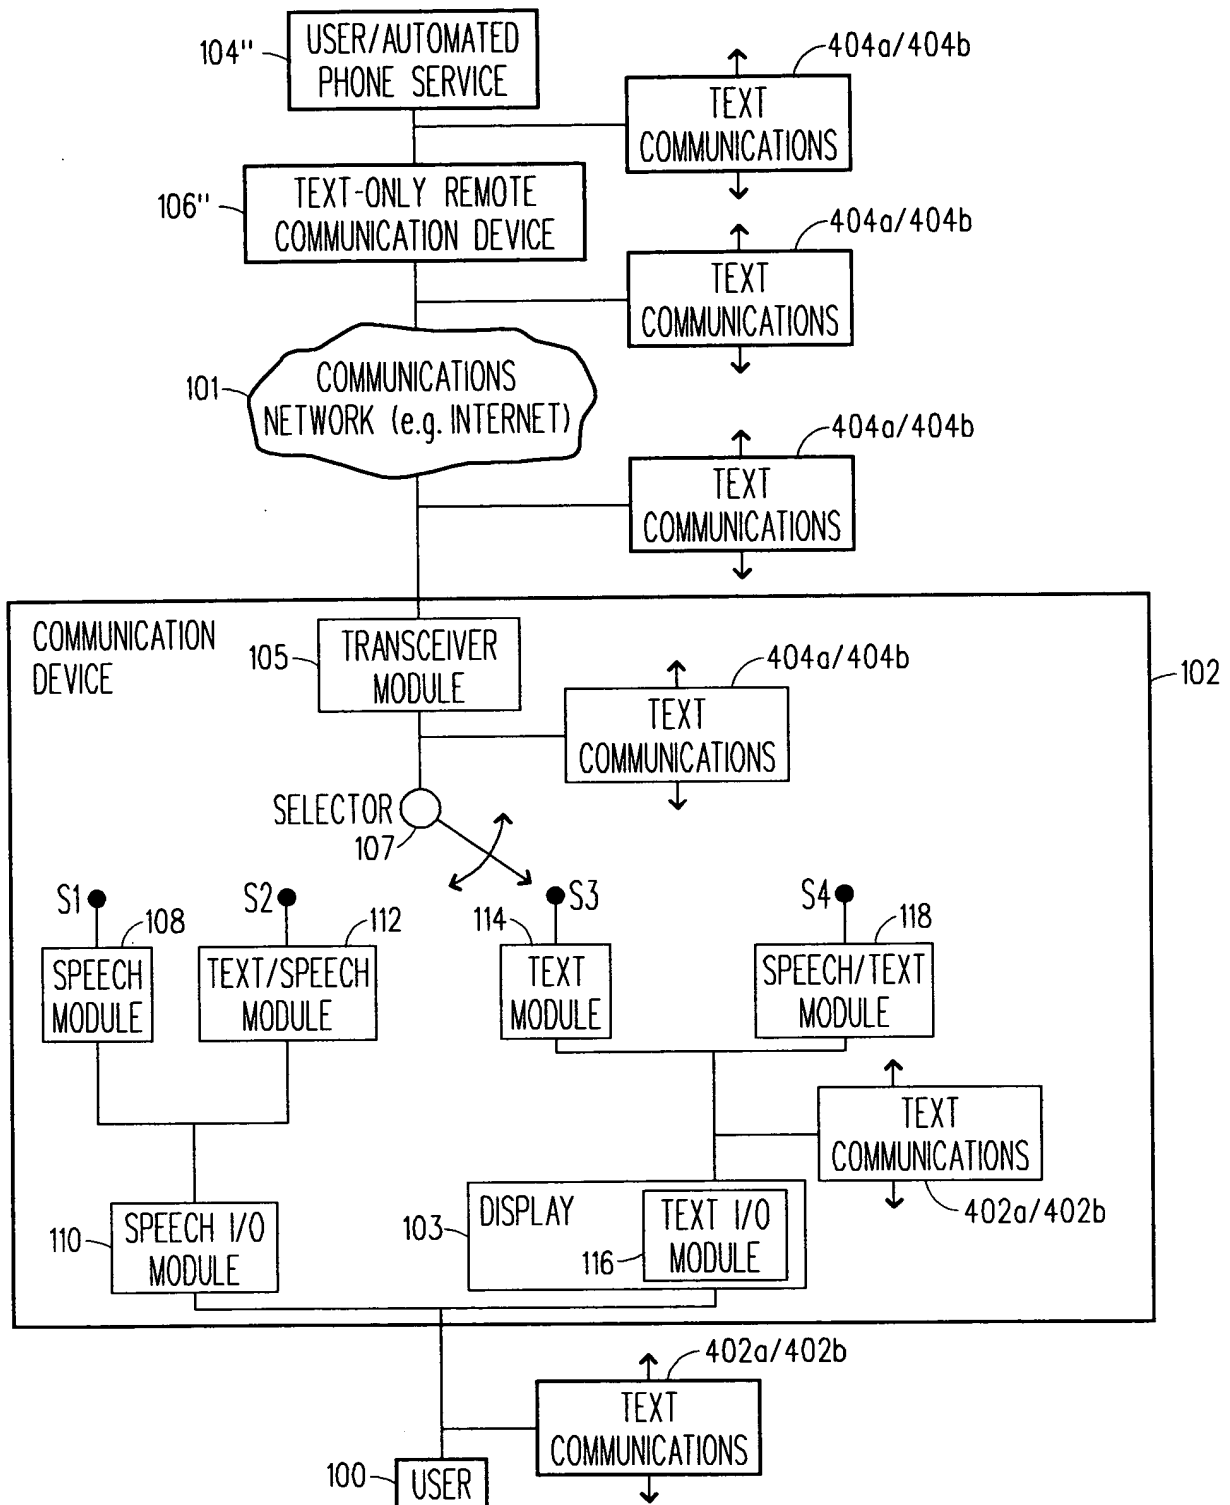 USER/AUTOMATED
PHONE SERVICE
104"
404a/404b
TEXT
COMMUNICATIONS
TEXT-ONLY REMOTE
COMMUNICATION DEVICE
106"
404a/404b
TEXT
COMMUNICATIONS
COMMUNICATIONS
NETWORK (e.g. INTERNET)
101
404a/404b
TEXT
COMMUNICATIONS
COMMUNICATION
DEVICE
102
TRANSCEIVER
MODULE
105
404a/404b
TEXT
COMMUNICATIONS
SELECTOR
107
S1
108
SPEECH
MODULE
S2
112
TEXT/SPEECH
MODULE
S3
114
TEXT
MODULE
S4
118
SPEECH/TEXT
MODULE
TEXT
COMMUNICATIONS
402a/402b
110
SPEECH I/O
MODULE
103
DISPLAY
116
TEXT I/O
MODULE
402a/402b
TEXT
COMMUNICATIONS
100
USER